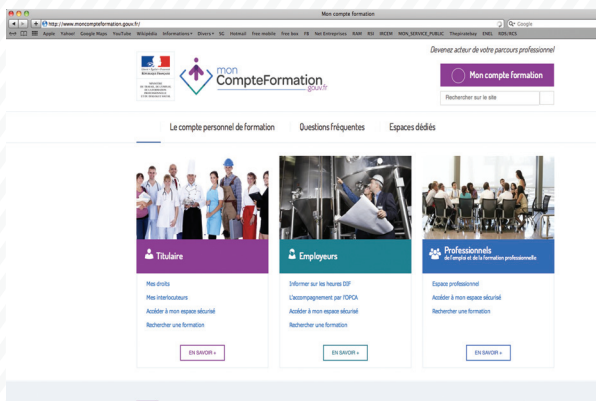 Mon compte formation
http://www.moncompteformation.gouv.fr/
Google
Apple Yahoo! Google Maps YouTube Wikipédia Informations Divers SC Hotmail free mobile free box FB Net Entreprises RAM RSI INCEM MON_SERVICE_PUBLIC Theprizebay ENEL RDS/RCS
Devenez acteur de votre parcours professionnel
mon
CompteFormation
.gouv.fr
Mon compte formation
Rechercher sur le site
Le compte personnel de formation Questions fréquentes Espaces dédiés
Titulaire
Employeurs
Professionnels
de l'emploi et de la formation professionnelle
Mes droits
Mes interlocuteurs
Accéder à mon espace sécurisé
Rechercher une formation
Informer sur les heures DIF
L'accompagnement par l'OPCA
Accéder à mon espace sécurisé
Rechercher une formation
Espace professionnel
Accéder à mon espace sécurisé
Rechercher une formation
EN SAVOIR +
EN SAVOIR +
EN SAVOIR +